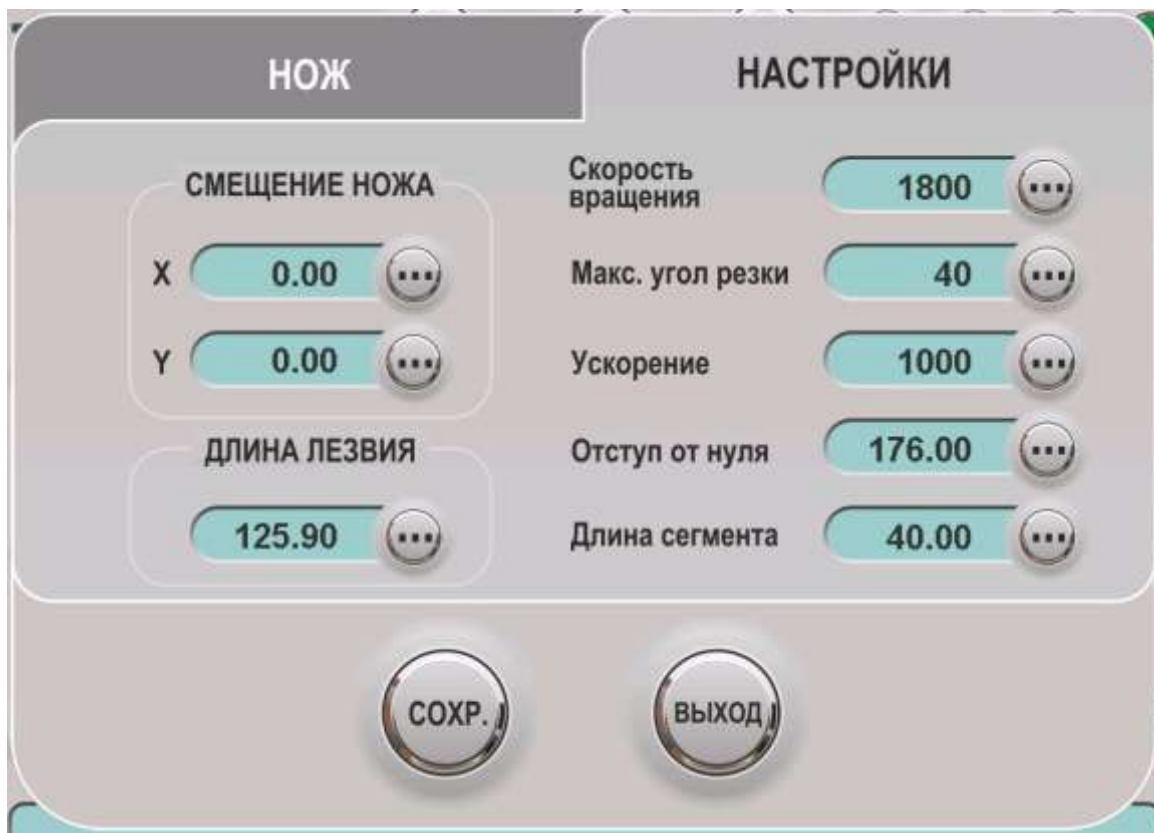 НОЖ
НАСТРОЙКИ
СМЕЩЕНИЕ НОЖА
X 0.00 ...
Y 0.00 ...
ДЛИНА ЛЕЗВИЯ
125.90 ...
Скорость
вращения
1800 ...
Макс. угол резки 40 ...
Ускорение 1000 ...
Отступ от нуля 176.00 ...
Длина сегмента 40.00 ...
СОХР.
ВЫХОД